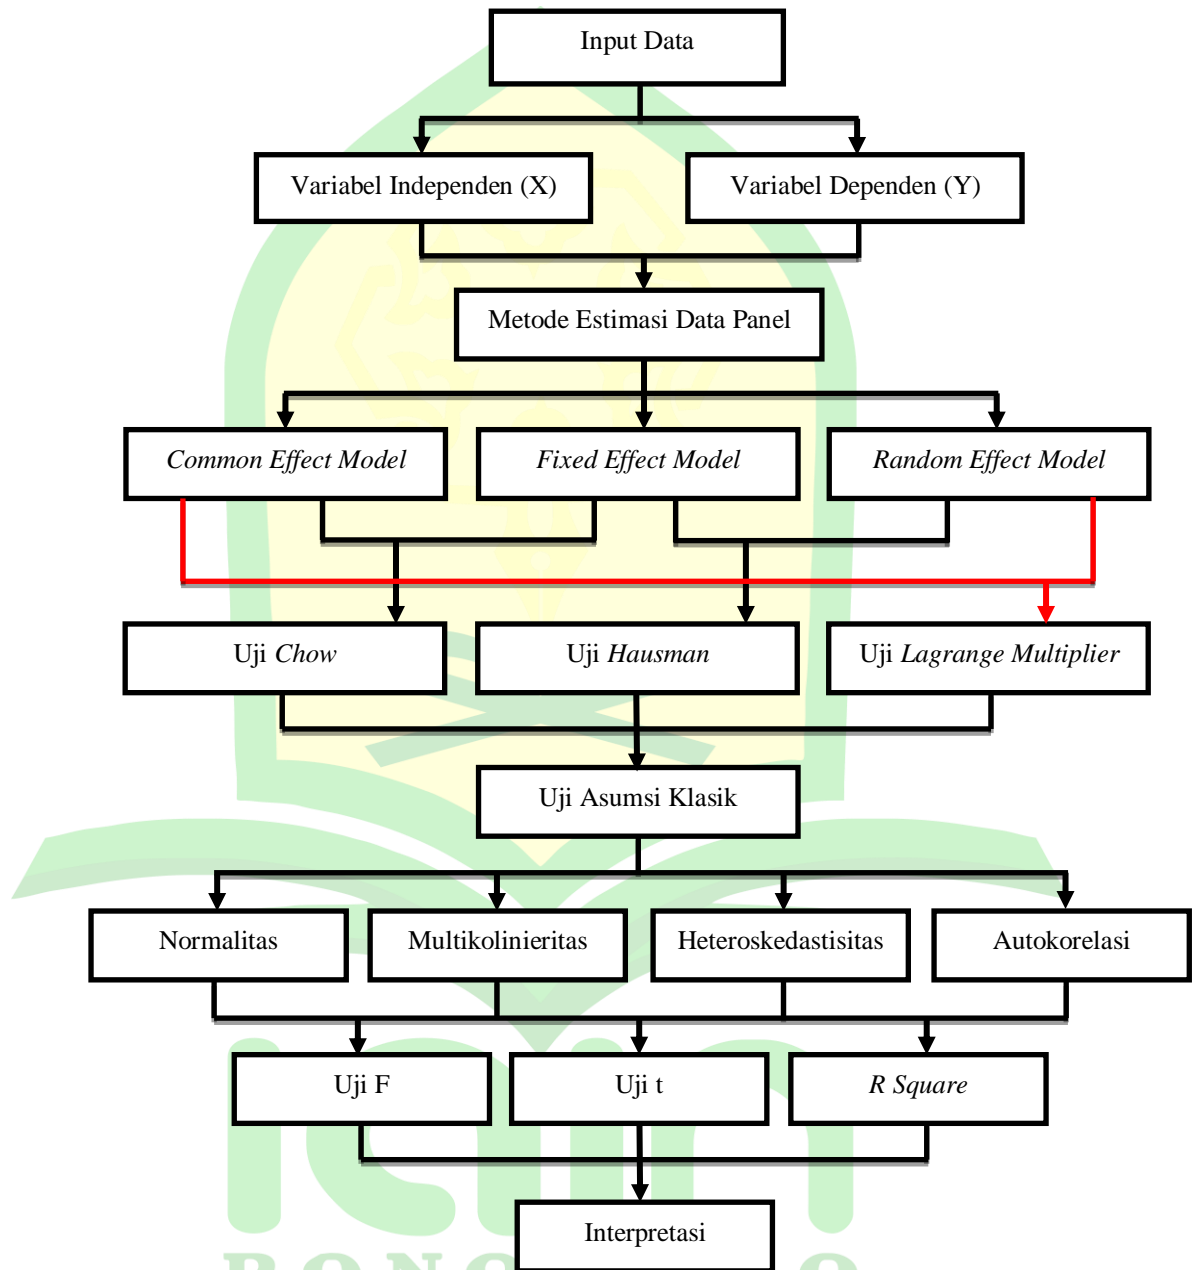 Input Data
Variabel Independen (X)
Variabel Dependen (Y)
Metode Estimasi Data Panel
Common Effect Model
Fixed Effect Model
Random Effect Model
Uji Chow
Uji Hausman
Uji Lagrange Multiplier
Uji Asumsi Klasik
Normalitas
Multikolinieritas
Heteroskedastisitas
Autokorelasi
Uji F
Uji t
R Square
iain
Interpretasi